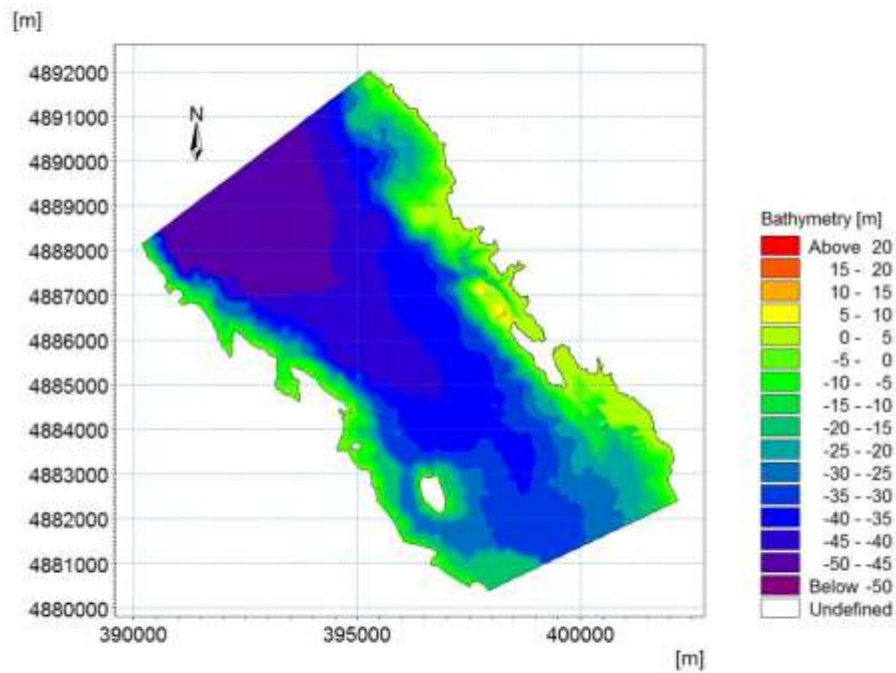 [m]
4892000
4891000
4890000
4889000
4888000
4887000
4886000
4885000
4884000
4883000
4882000
4881000
4880000
N
390000 395000 400000
[m]
Bathymetry [m]
Above 20
15 - 20
10 - 15
5 - 10
0 - 5
-5 - 0
-10 - -5
-15 - -10
-20 - -15
-25 - -20
-30 - -25
-35 - -30
-40 - -35
-45 - -40
-50 - -45
Below -50
Undefined